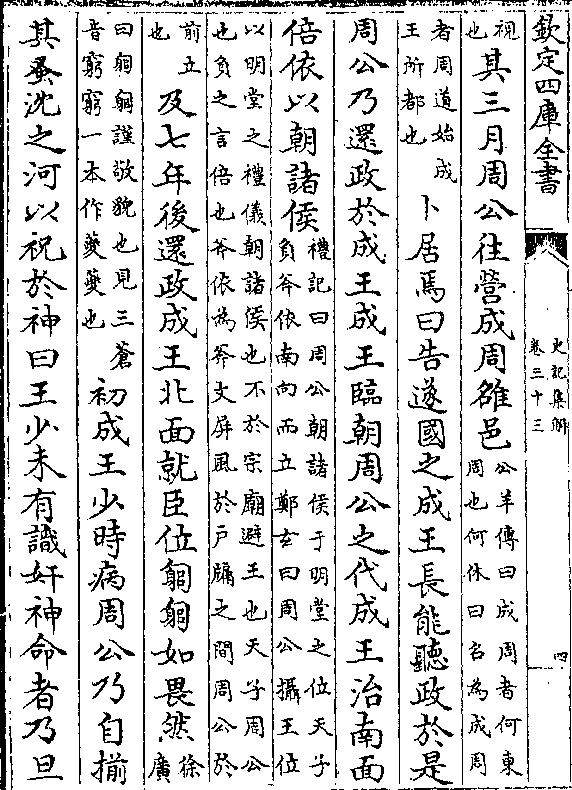 欽定四庫全書
史記集解
卷三十三
四
視
也
其三月周公往營成周雒邑
公羊傳曰成周者何東
周也何休曰名為成周
者周道始成
王所都也
卜居焉曰吉遂國之成王長能聽政於是
周公乃還政於成王成王臨朝周公之代成王治南面
倍依以朝諸侯
禮記曰周公朝諸侯于明堂之位天子
負斧依南向而立鄭玄曰周公攝王位
以明堂之禮儀朝諸侯也不於宗廟避王也天子周公
也負之言倍也斧依為斧文屏風於戶牖之間周公於
前立
也
及七年後還政成王北面就臣位匔匔如畏然
徐廣
曰匔匔謹敬貌也見三蒼
音窮窮一本作夔夔也
初成王少時病周公乃自揃
其蚤沈之河以祝於神曰王少未有識奸神命者乃旦